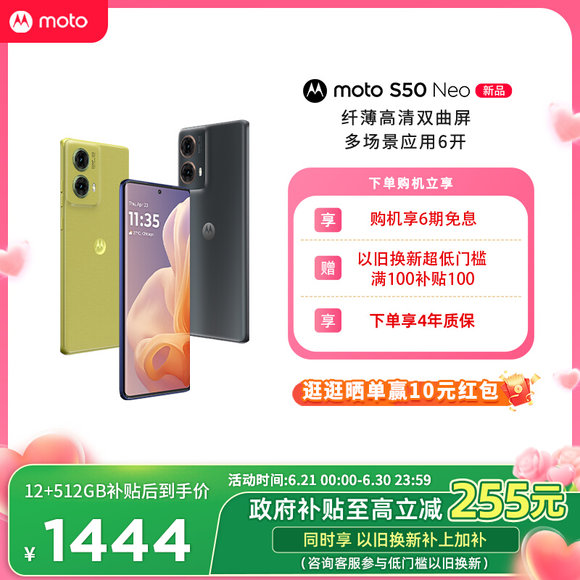 moto
moto S50 Neo 新品
纤薄高清双曲屏
多场景应用6开
下单购机立享
享 购机享6期免息
赠 以旧换新超低门槛
满100补贴100
享 下单享4年质保
逛逛晒单赢10元红包
Thu, Apr 23
11:35
27°C, Chicago
motorola
活动时间:6.21 00:00-6.30 23:59
12+512GB补贴后到手价
¥1444
政府补贴至高立减255元
同时享 以旧换新补上加补
(咨询客服参与低门槛以旧换新)